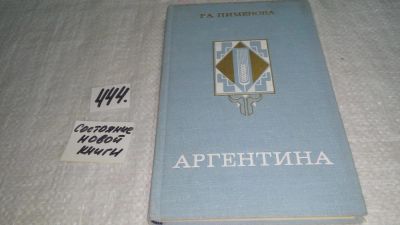 Р.А. ПИМЕНОВА
АРГЕНТИНА
444.
Состояние
новой
книги